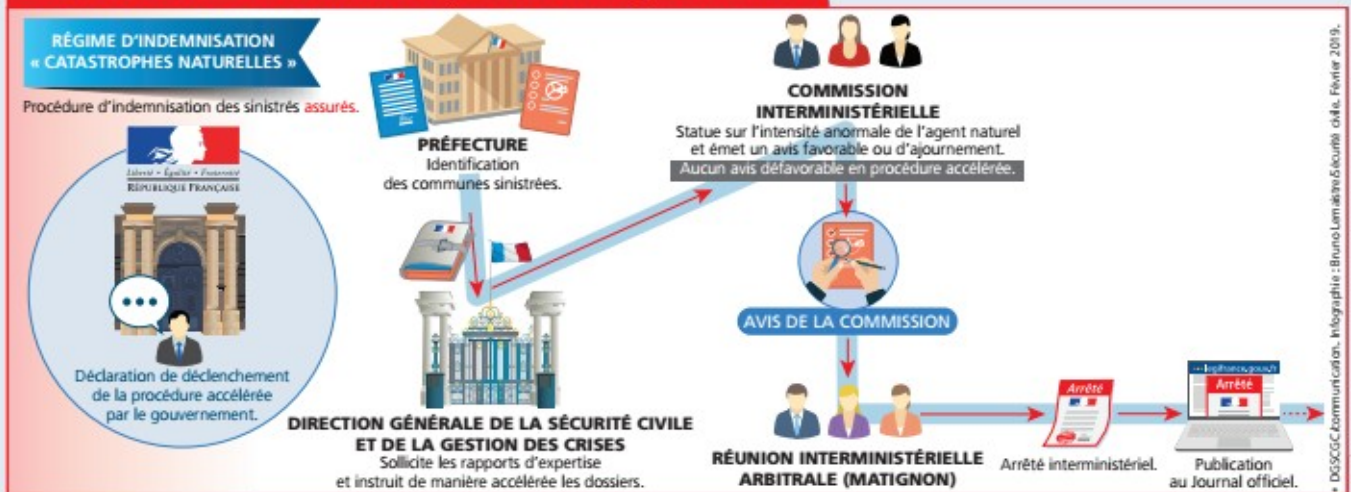 RÉGIME D'INDEMNISATION
« CATASTROPHES NATURELLES »
Procédure d'indemnisation des sinistrés assurés.
Liberté • Égalité • Fraternité
RÉPUBLIQUE FRANÇAISE
Déclaration de déclenchement
de la procédure accélérée
par le gouvernement.
PRÉFECTURE
Identification
des communes sinistrées.
DIRECTION GÉNÉRALE DE LA SÉCURITÉ CIVILE
ET DE LA GESTION DES CRISES
Sollicite les rapports d'expertise
et instruit de manière accélérée les dossiers.
COMMISSION
INTERMINISTÉRIELLE
Statue sur l'intensité anormale de l'agent naturel
et émet un avis favorable ou d'ajournement.
Aucun avis défavorable en procédure accélérée.
AVIS DE LA COMMISSION
RÉUNION INTERMINISTÉRIELLE
ARBITRALE (MATIGNON)
Arrêté
Arrêté interministériel.
legifrance.gouv.fr
Arrêté
Publication
au Journal officiel.
• DGSCGC/communication. Infographie : Bruno Lemaistre/Sécurité civile. Février 2019.